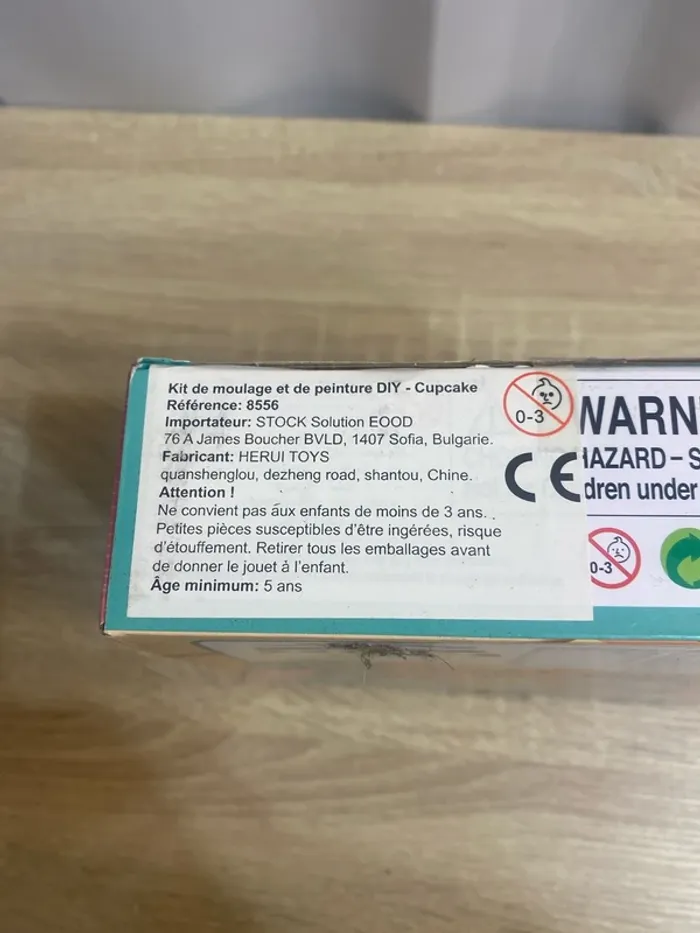 Kit de moulage et de peinture DIY - Cupcake
Référence: 8556
Importateur: STOCK Solution EOOD
76 A James Boucher BVLD, 1407 Sofia, Bulgarie.
Fabricant: HERUI TOYS
quanshenglou, dezheng road, shantou, Chine.
Attention !
Ne convient pas aux enfants de moins de 3 ans.
Petites pièces susceptibles d'être ingérées, risque
d'étouffement. Retirer tous les emballages avant
de donner le jouet à l'enfant.
Âge minimum: 5 ans
0-3
CE
WARN
HAZARD – S
dren under
0-3